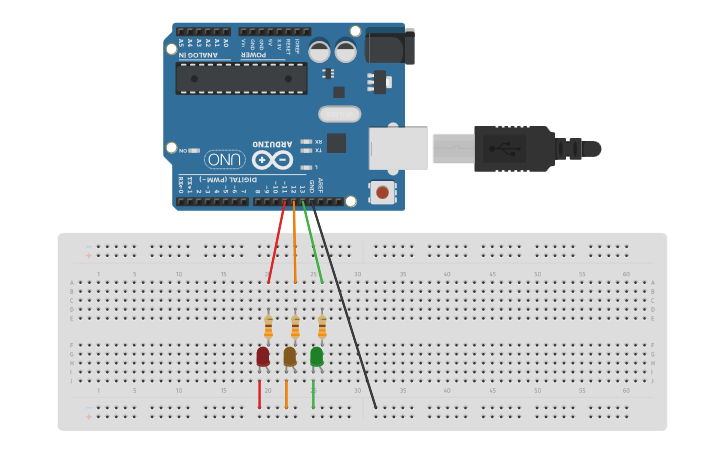 A5 A4 A3 A2 A1 A0 Vin GND GND 5V 3.3V RESET IOREF
ANALOG IN POWER
RX
ON UNO ARDUINO TX
L
DIGITAL (PWM~)
RX←0 TX→1 2 ~3 4 ~5 ~6 7 8 ~9 ~10 ~11 12 13 GND AREF
1 5 10 15 20 25 30 35 40 45 50 55 60
A A
B B
C C
D D
E E
F F
G G
H H
I I
J J
1 5 10 15 20 25 30 35 40 45 50 55 60